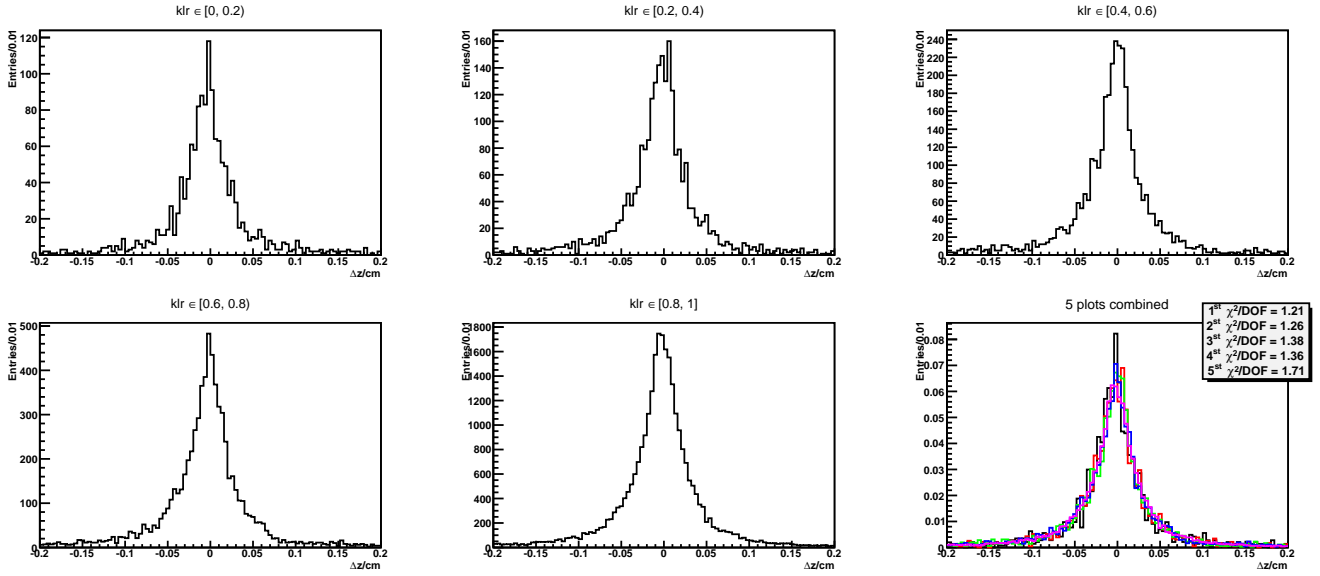 klr ∈ [0, 0.2)
Entries/0.01
120
100
80
60
40
20
0
-0.2 -0.15 -0.1 -0.05 0 0.05 0.1 0.15 0.2
Δz/cm
klr ∈ [0.2, 0.4)
Entries/0.01
160
140
120
100
80
60
40
20
0
-0.2 -0.15 -0.1 -0.05 0 0.05 0.1 0.15 0.2
Δz/cm
klr ∈ [0.4, 0.6)
Entries/0.01
240
220
200
180
160
140
120
100
80
60
40
20
0
-0.2 -0.15 -0.1 -0.05 0 0.05 0.1 0.15 0.2
Δz/cm
klr ∈ [0.6, 0.8)
Entries/0.01
500
400
300
200
100
0
-0.2 -0.15 -0.1 -0.05 0 0.05 0.1 0.15 0.2
Δz/cm
klr ∈ [0.8, 1]
Entries/0.01
1800
1600
1400
1200
1000
800
600
400
200
0
-0.2 -0.15 -0.1 -0.05 0 0.05 0.1 0.15 0.2
Δz/cm
5 plots combined
Entries/0.01
0.08
0.07
0.06
0.05
0.04
0.03
0.02
0.01
0
-0.2 -0.15 -0.1 -0.05 0 0.05 0.1 0.15 0.2
Δz/cm
1st χ²/DOF = 1.21
2st χ²/DOF = 1.26
3st χ²/DOF = 1.38
4st χ²/DOF = 1.36
5st χ²/DOF = 1.71